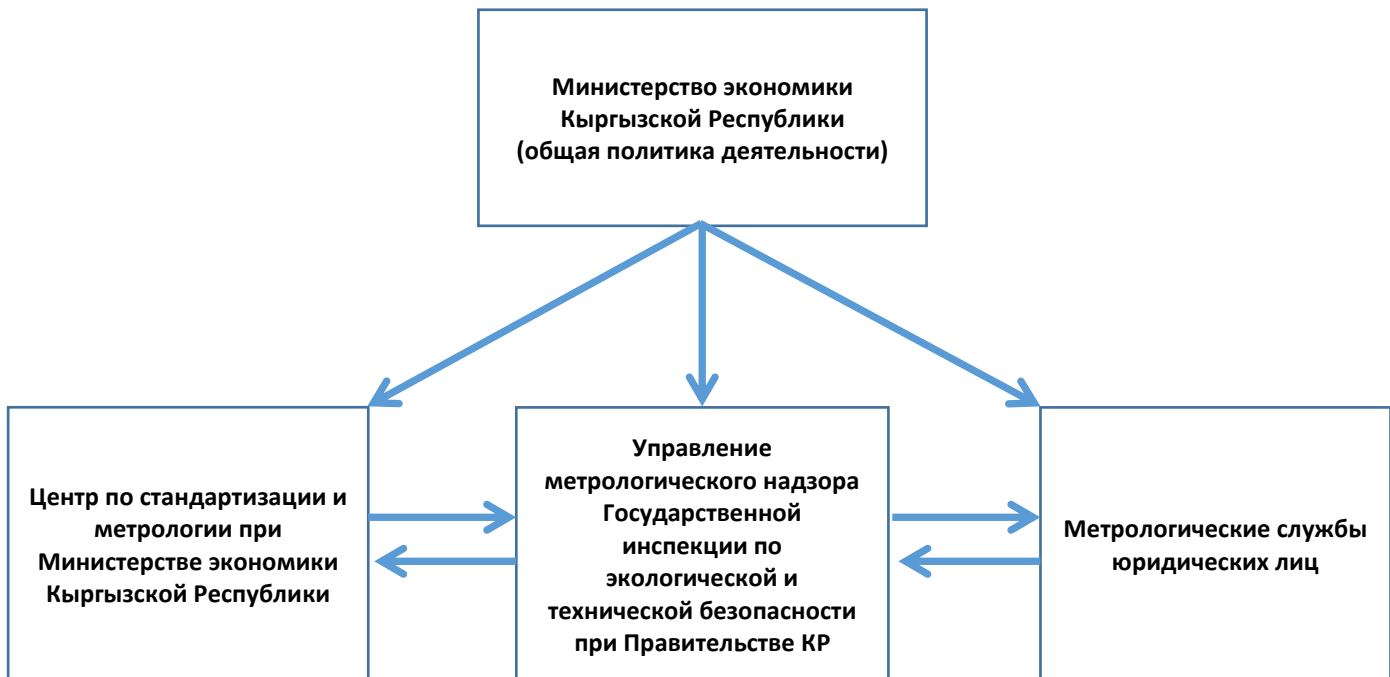 Министерство экономики
Кыргызской Республики
(общая политика деятельности)
Центр по стандартизации и
метрологии при
Министерстве экономики
Кыргызской Республики
Управление
метрологического надзора
Государственной
инспекции по
экологической и
технической безопасности
при Правительстве КР
Метрологические службы
юридических лиц